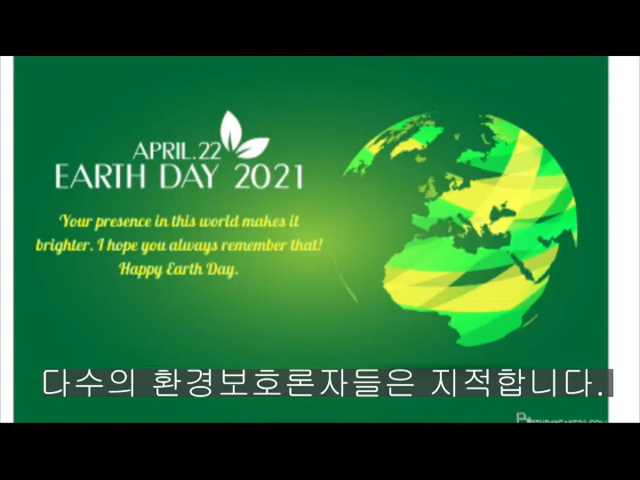 APRIL.22
EARTH DAY 2021
Your presence in this world makes it
brighter. I hope you always remember that!
Happy Earth Day.
다수의 환경보호론자들은 지적합니다.